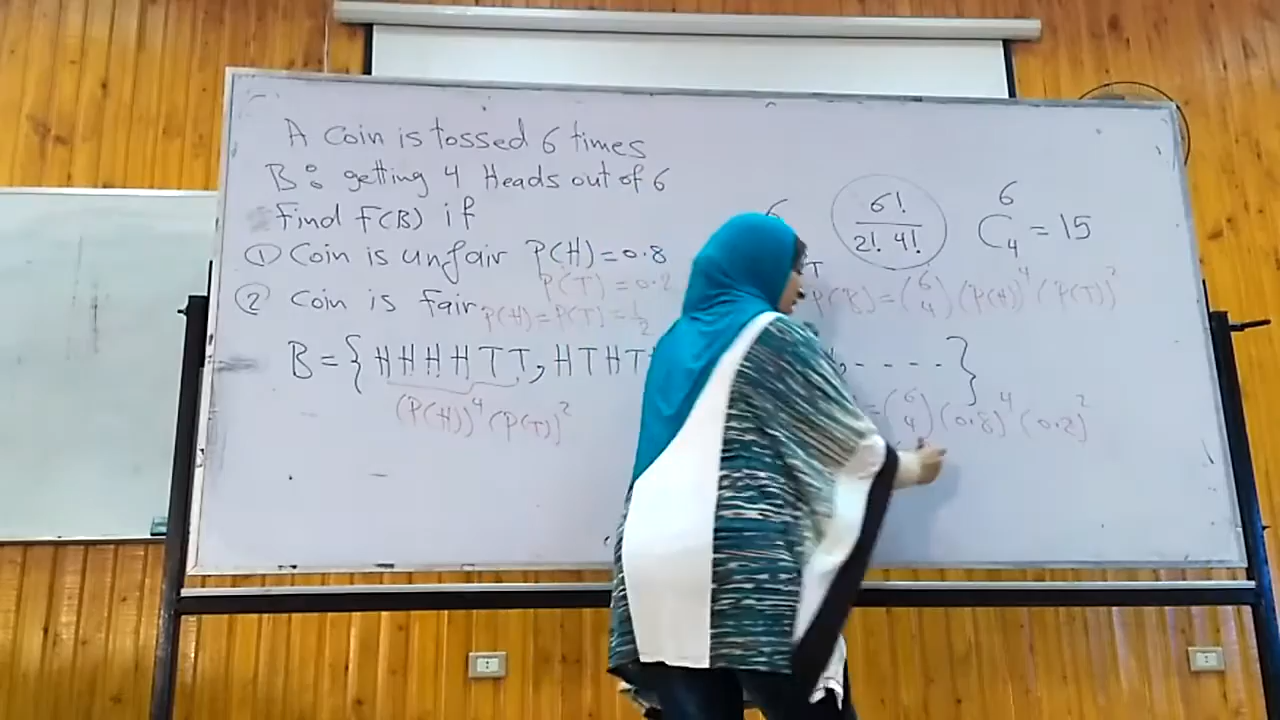 A Coin is tossed 6 times
B: getting 4 Heads out of 6
Find P(B) if
① Coin is unfair P(H) = 0.8
P(T) = 0.2
② Coin is fair P(H) = P(T) = 1/2
B = { H H H H T T, H T H T
, - - - - }
(P(H))⁴ (P(T))²
6
6! / 2! 4!
⁶C₄ = 15
T
P(B) = (6 4) (P(H))⁴ (P(T))²
= (6 4) (0.8)⁴ (0.2)²